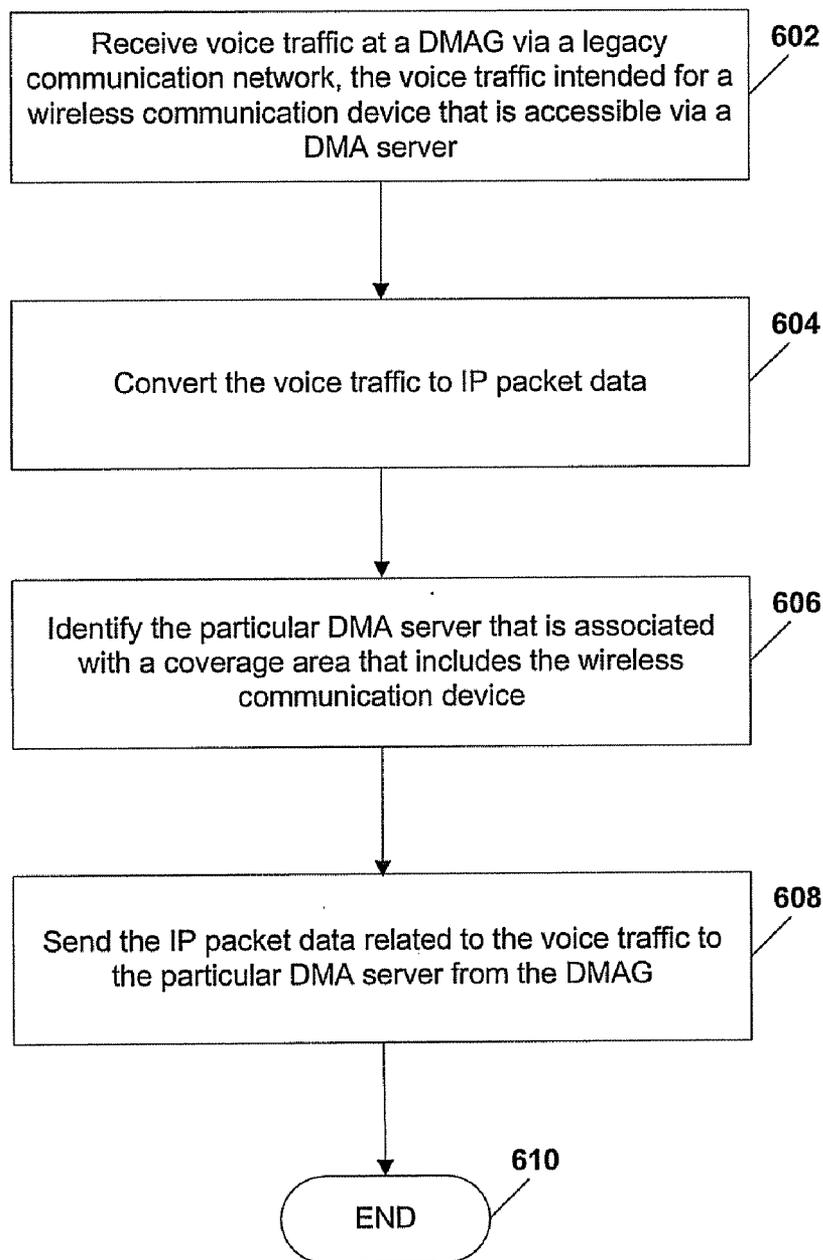 602
Receive voice traffic at a DMAG via a legacy
communication network, the voice traffic intended for a
wireless communication device that is accessible via a
DMA server
604
Convert the voice traffic to IP packet data
606
Identify the particular DMA server that is associated
with a coverage area that includes the wireless
communication device
608
Send the IP packet data related to the voice traffic to
the particular DMA server from the DMAG
610
END